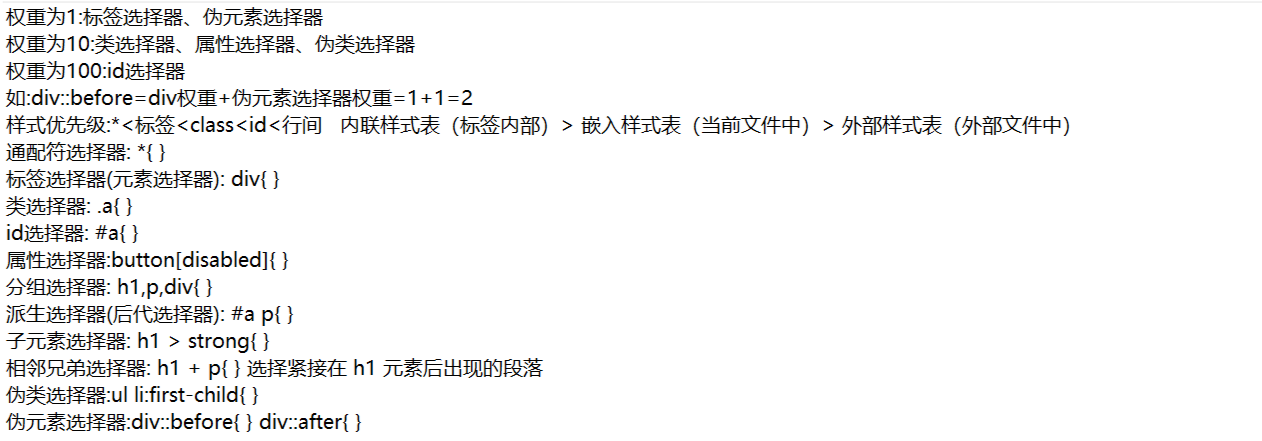 权重为1:标签选择器、伪元素选择器
权重为10:类选择器、属性选择器、伪类选择器
权重为100:id选择器
如:div::before=div权重+伪元素选择器权重=1+1=2
样式优先级:*<标签<class<id<行间　内联样式表（标签内部）> 嵌入样式表（当前文件中）> 外部样式表（外部文件中）
通配符选择器: *{ }
标签选择器(元素选择器): div{ }
类选择器: .a{ }
id选择器: #a{ }
属性选择器:button[disabled]{ }
分组选择器: h1,p,div{ }
派生选择器(后代选择器): #a p{ }
子元素选择器: h1 > strong{ }
相邻兄弟选择器: h1 + p{ } 选择紧接在 h1 元素后出现的段落
伪类选择器:ul li:first-child{ }
伪元素选择器:div::before{ } div::after{ }